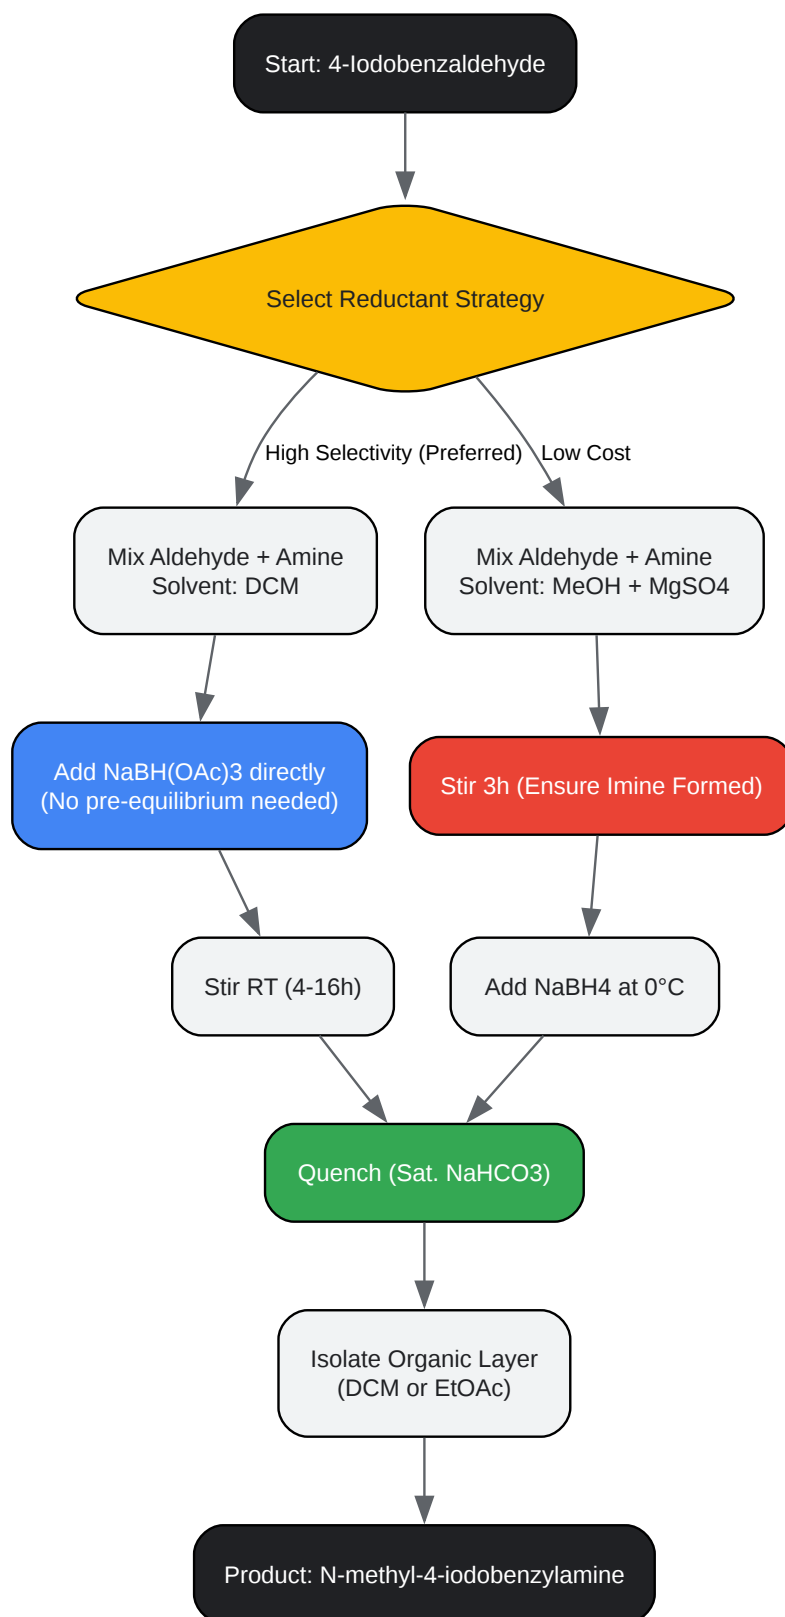 Start: 4-Iodobenzaldehyde
Select Reductant Strategy
High Selectivity (Preferred)
Low Cost
Mix Aldehyde + Amine
Solvent: DCM
Mix Aldehyde + Amine
Solvent: MeOH + MgSO4
Add NaBH(OAc)3 directly
(No pre-equilibrium needed)
Stir 3h (Ensure Imine Formed)
Stir RT (4-16h)
Add NaBH4 at 0°C
Quench (Sat. NaHCO3)
Isolate Organic Layer
(DCM or EtOAc)
Product: N-methyl-4-iodobenzylamine